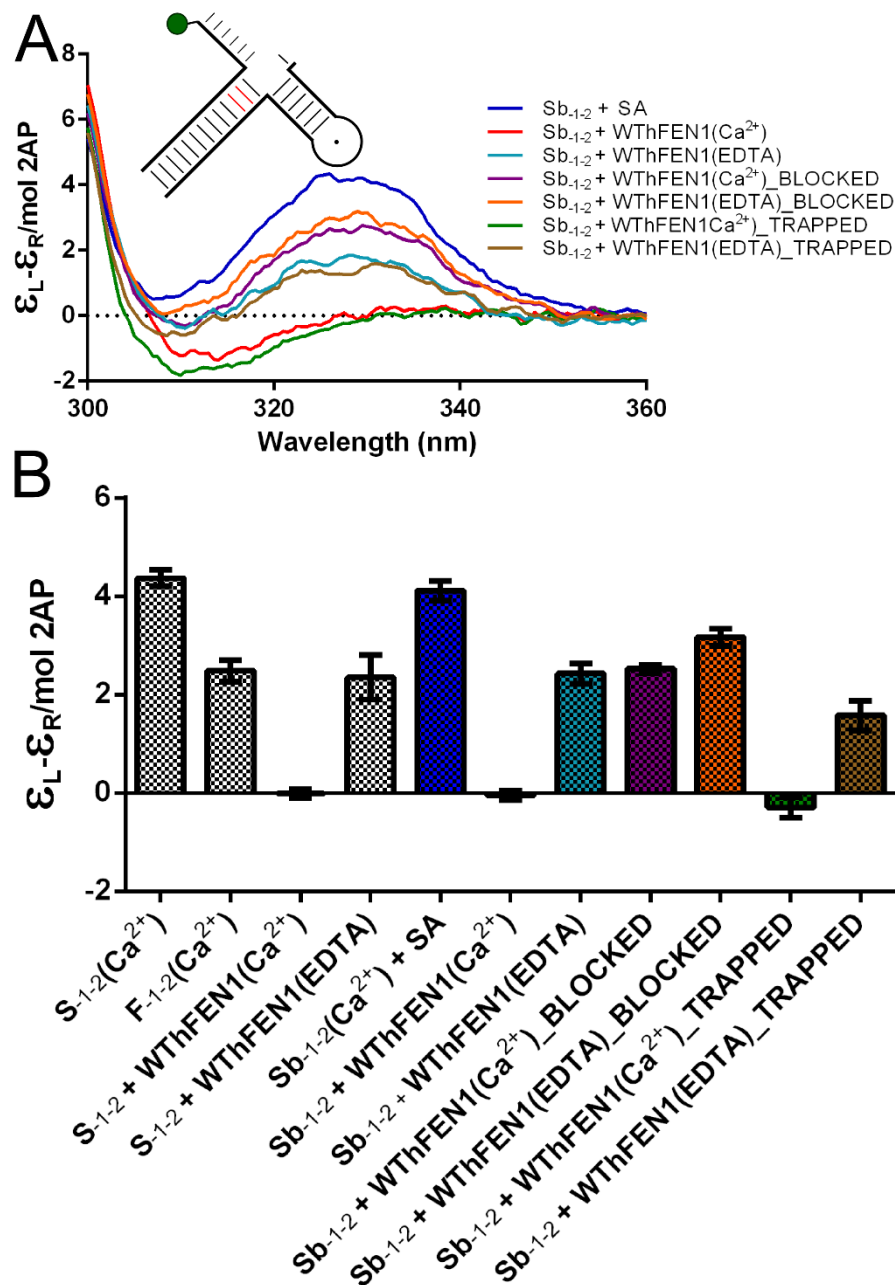 A
8
6
4
2
0
-2
εL-εR/mol 2AP
300
320
340
360
Wavelength (nm)
Sb-1-2 + SA
Sb-1-2 + WThFEN1(Ca2+)
Sb-1-2 + WThFEN1(EDTA)
Sb-1-2 + WThFEN1(Ca2+)_BLOCKED
Sb-1-2 + WThFEN1(EDTA)_BLOCKED
Sb-1-2 + WThFEN1Ca2+)_TRAPPED
Sb-1-2 + WThFEN1(EDTA)_TRAPPED
B
6
4
2
0
-2
εL-εR/mol 2AP
S-1-2(Ca2+)
F-1-2(Ca2+)
S-1-2 + WThFEN1(Ca2+)
S-1-2 + WThFEN1(EDTA)
Sb-1-2(Ca2+) + SA
Sb-1-2 + WThFEN1(Ca2+)
Sb-1-2 + WThFEN1(EDTA)
Sb-1-2 + WThFEN1(Ca2+)_BLOCKED
Sb-1-2 + WThFEN1(EDTA)_BLOCKED
Sb-1-2 + WThFEN1(Ca2+)_TRAPPED
Sb-1-2 + WThFEN1(EDTA)_TRAPPED